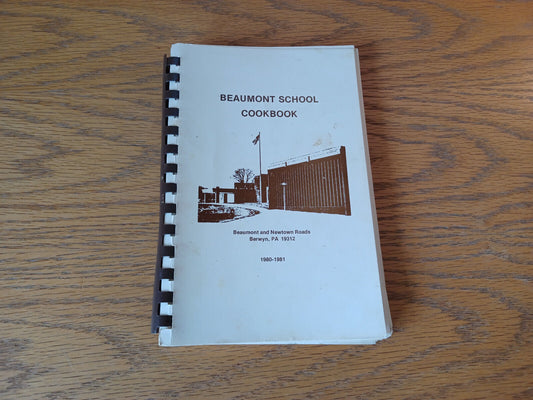 BEAUMONT SCHOOL
COOKBOOK
Beaumont and Newtown Roads
Berwyn, PA 19312
1980-1981